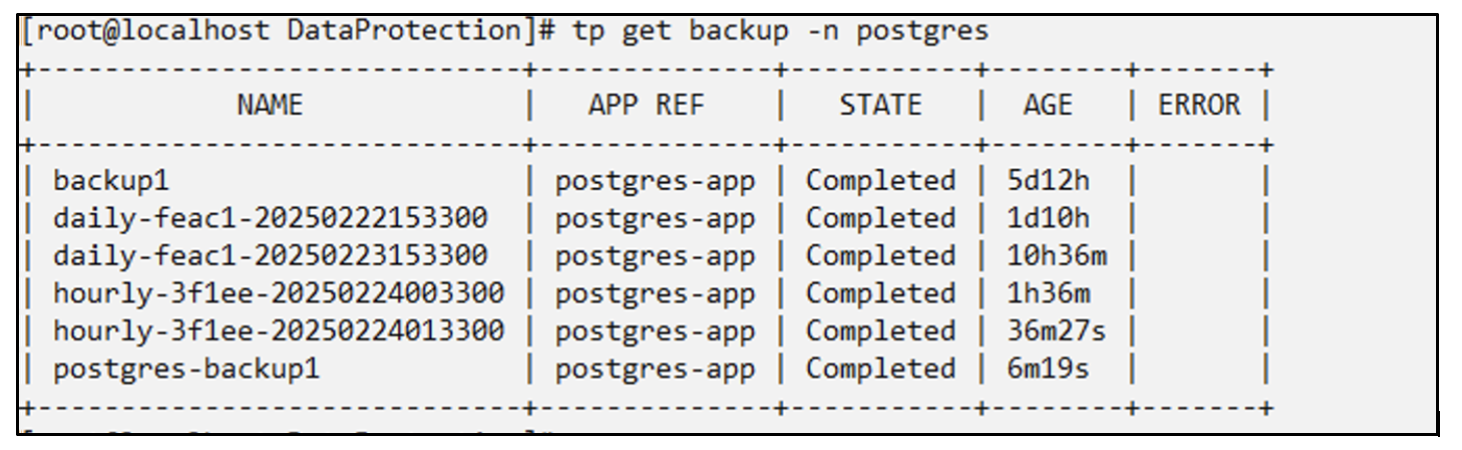 [root@localhost DataProtection]# tp get backup -n postgres
+-----------------------------+--------------+-----------+--------+-------+
|            NAME             |   APP REF    |   STATE   |  AGE   | ERROR |
+-----------------------------+--------------+-----------+--------+-------+
| backup1                     | postgres-app | Completed | 5d12h  |       |
| daily-feac1-20250222153300  | postgres-app | Completed | 1d10h  |       |
| daily-feac1-20250223153300  | postgres-app | Completed | 10h36m |       |
| hourly-3f1ee-20250224003300 | postgres-app | Completed | 1h36m  |       |
| hourly-3f1ee-20250224013300 | postgres-app | Completed | 36m27s |       |
| postgres-backup1            | postgres-app | Completed | 6m19s  |       |
+-----------------------------+--------------+-----------+--------+-------+